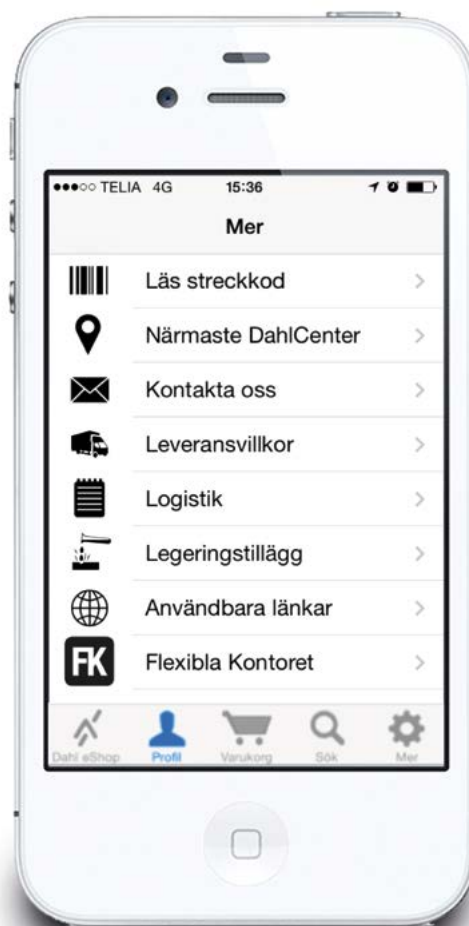 TELIA 4G 15:36
Mer
Läs streckkod
Närmaste DahlCenter
Kontakta oss
Leveransvillkor
Logistik
Legeringstillägg
Användbara länkar
FK Flexibla Kontoret
Dahl eShop Profil Varukorg Sök Mer